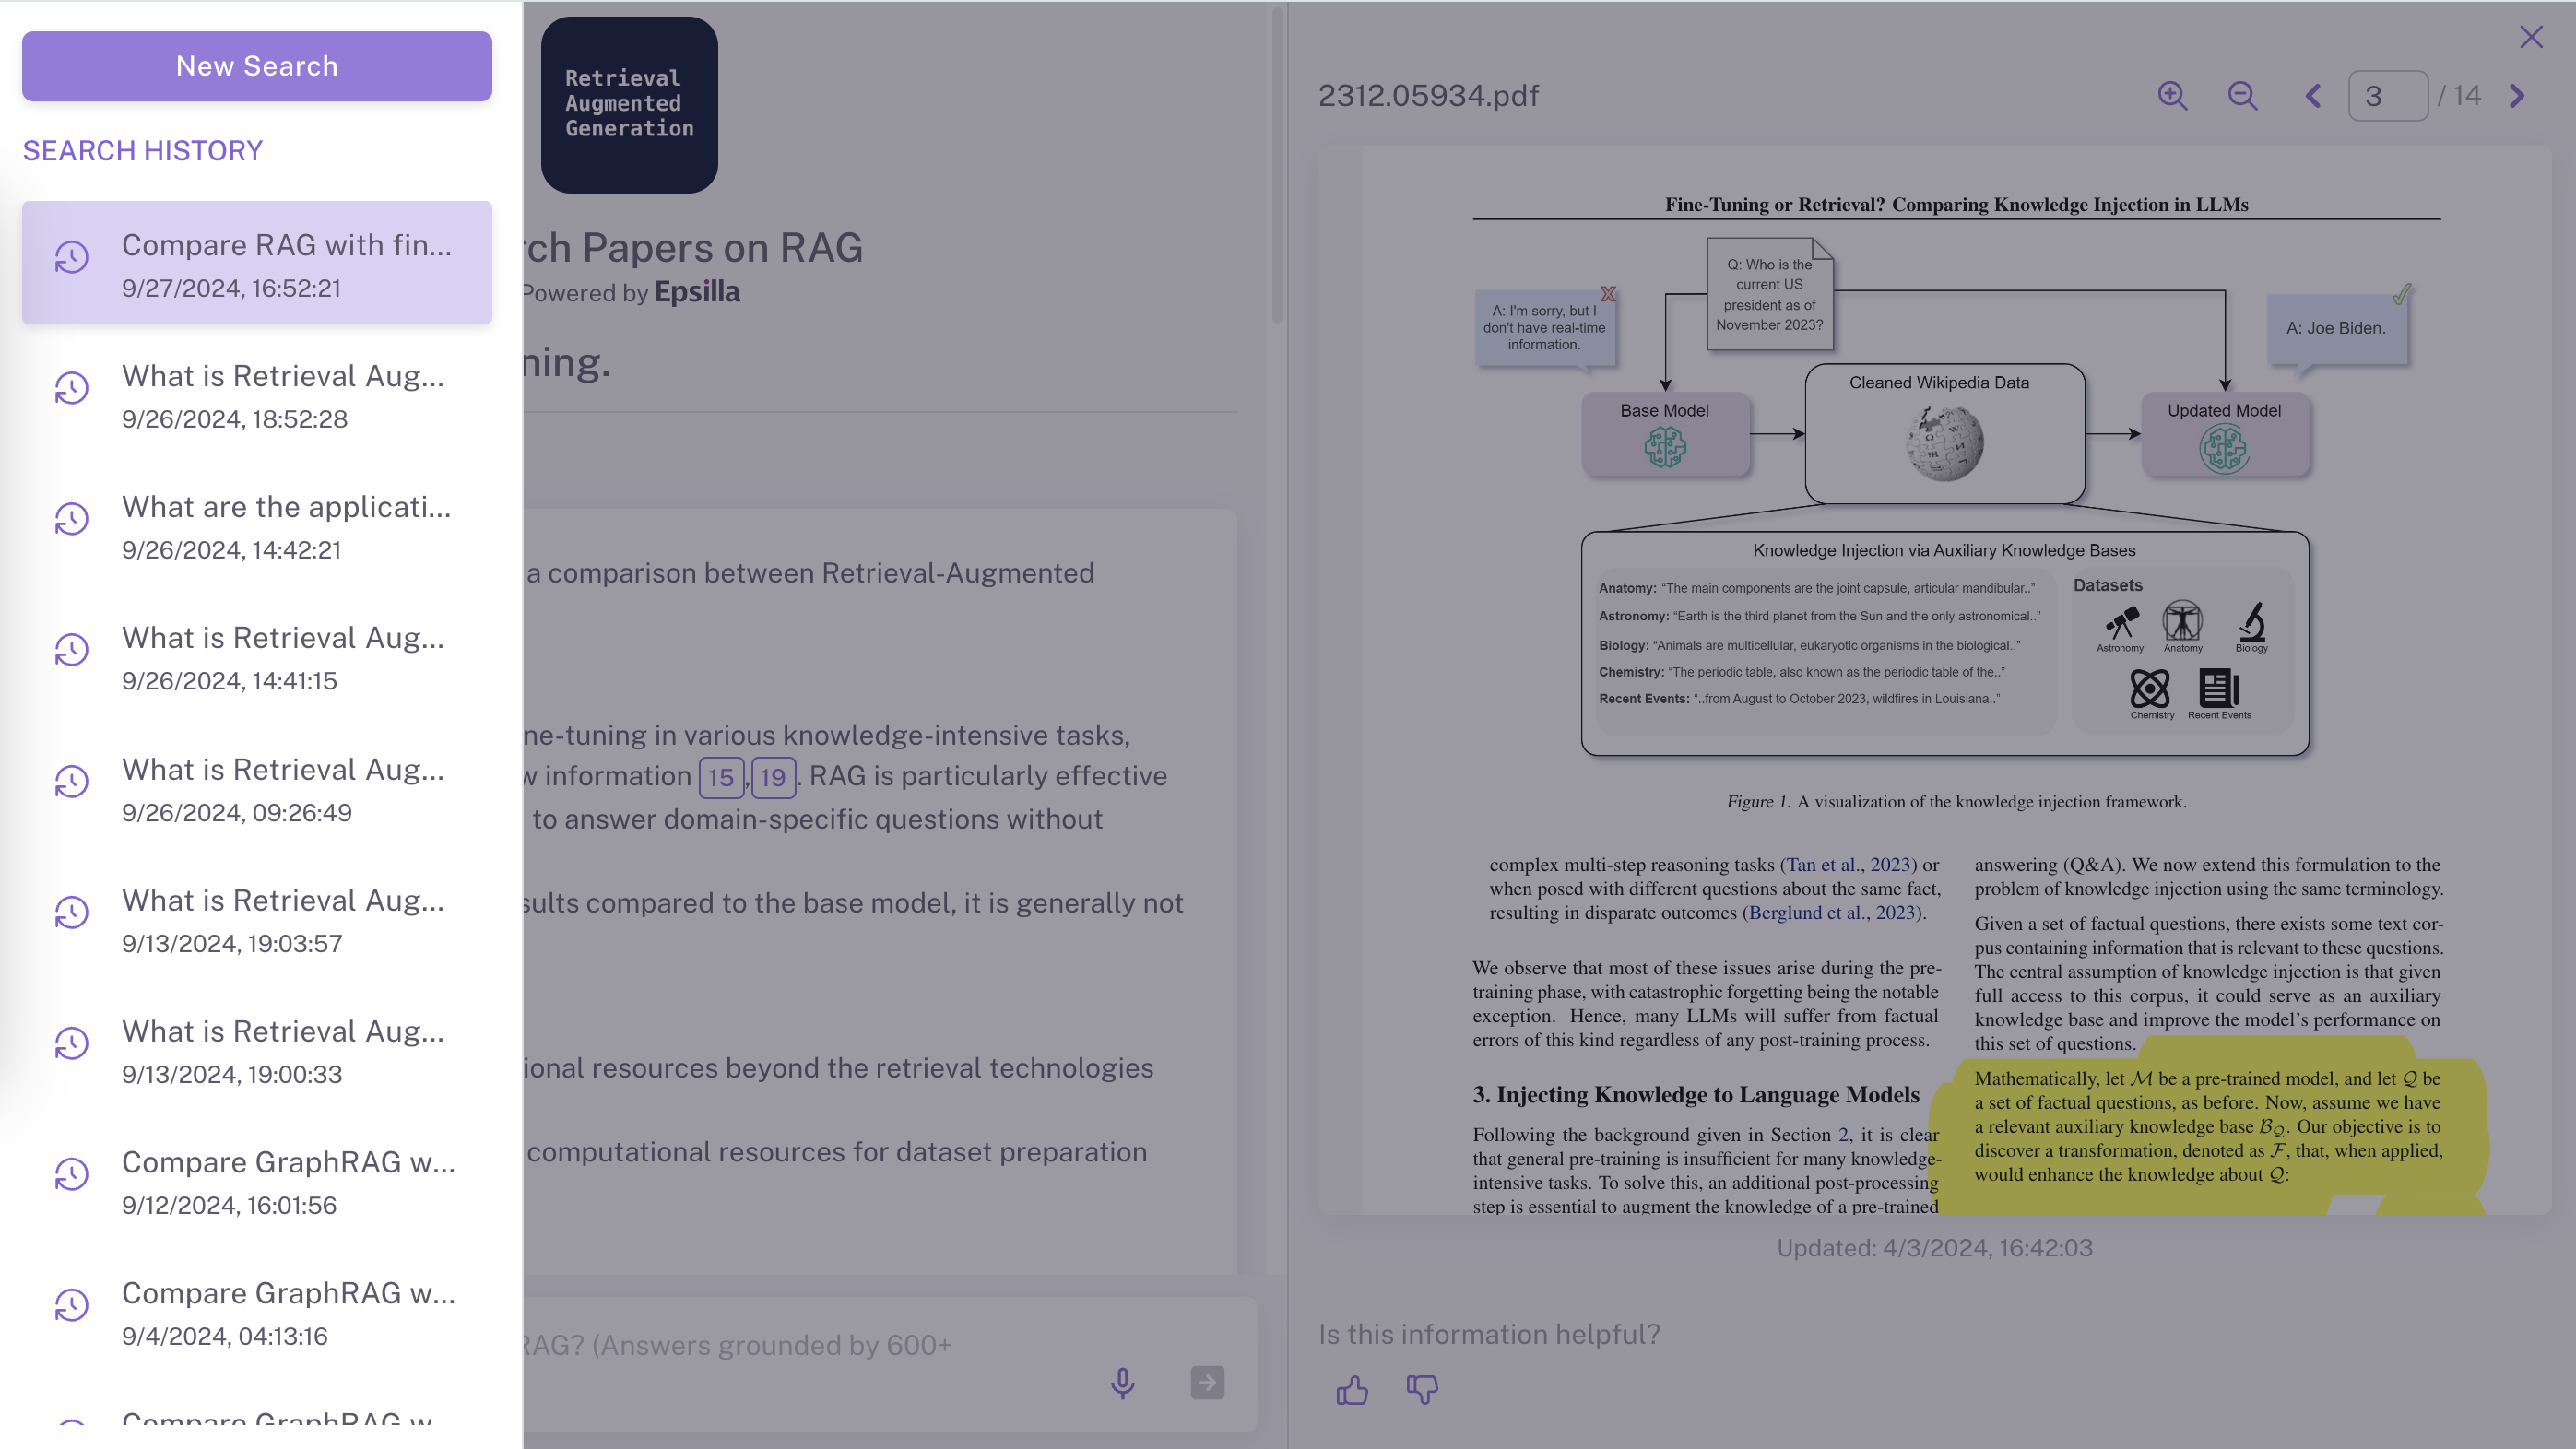 New Search
SEARCH HISTORY
Compare RAG with fin...
9/27/2024, 16:52:21
What is Retrieval Aug...
9/26/2024, 18:52:28
What are the applicati...
9/26/2024, 14:42:21
What is Retrieval Aug...
9/26/2024, 14:41:15
What is Retrieval Aug...
9/26/2024, 09:26:49
What is Retrieval Aug...
9/13/2024, 19:03:57
What is Retrieval Aug...
9/13/2024, 19:00:33
Compare GraphRAG w...
9/12/2024, 16:01:56
Compare GraphRAG w...
9/4/2024, 04:13:16
Compare GraphRAG w...
Retrieval
Augmented
Generation
Papers on RAG
Powered by Epsilla
a comparison between Retrieval-Augmented
in various knowledge-intensive tasks,
information 15,19. RAG is particularly effective
to answer domain-specific questions without
compared to the base model, it is generally not
resources beyond the retrieval technologies
computational resources for dataset preparation
RAG? (Answers grounded by 600+
2312.05934.pdf
3 / 14
Fine-Tuning or Retrieval? Comparing Knowledge Injection in LLMs
Q: Who is the
current US
president as of
November 2023?
A: I'm sorry, but I
don't have real-time
information.
A: Joe Biden.
Base Model
Cleaned Wikipedia Data
Updated Model
Knowledge Injection via Auxiliary Knowledge Bases
Anatomy: “The main components are the joint capsule, articular mandibular..”
Astronomy: “Earth is the third planet from the Sun and the only astronomical..”
Biology: “Animals are multicellular, eukaryotic organisms in the biological..”
Chemistry: “The periodic table, also known as the periodic table of the..”
Recent Events: “..from August to October 2023, wildfires in Louisiana..”
Datasets
Astronomy Anatomy Biology
Chemistry Recent Events
Figure 1. A visualization of the knowledge injection framework.
complex multi-step reasoning tasks (Tan et al., 2023) or
when posed with different questions about the same fact,
resulting in disparate outcomes (Berglund et al., 2023).
We observe that most of these issues arise during the pre-
training phase, with catastrophic forgetting being the notable
exception. Hence, many LLMs will suffer from factual
errors of this kind regardless of any post-training process.
3. Injecting Knowledge to Language Models
Following the background given in Section 2, it is clear
that general pre-training is insufficient for many knowledge-
intensive tasks. To solve this, an additional post-processing
step is essential to augment the knowledge of a pre-trained
answering (Q&A). We now extend this formulation to the
problem of knowledge injection using the same terminology.
Given a set of factual questions, there exists some text cor-
pus containing information that is relevant to these questions.
The central assumption of knowledge injection is that given
full access to this corpus, it could serve as an auxiliary
knowledge base and improve the model’s performance on
this set of questions.
Mathematically, let ℳ be a pre-trained model, and let 𝒬 be
a set of factual questions, as before. Now, assume we have
a relevant auxiliary knowledge base ℬ𝒬. Our objective is to
discover a transformation, denoted as ℱ, that, when applied,
would enhance the knowledge about 𝒬:
Updated: 4/3/2024, 16:42:03
Is this information helpful?